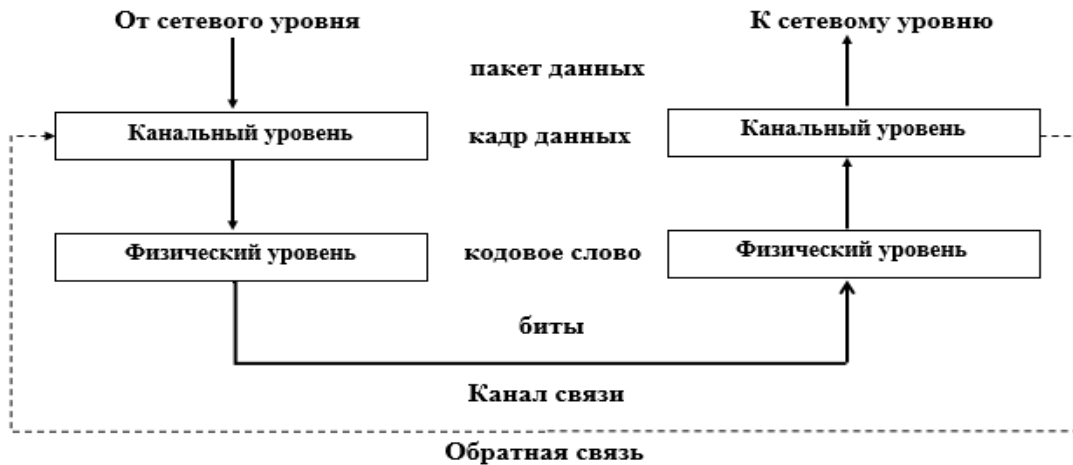 От сетевого уровня
К сетевому уровню
пакет данных
Канальный уровень
кадр данных
Канальный уровень
Физический уровень
кодовое слово
Физический уровень
биты
Канал связи
Обратная связь